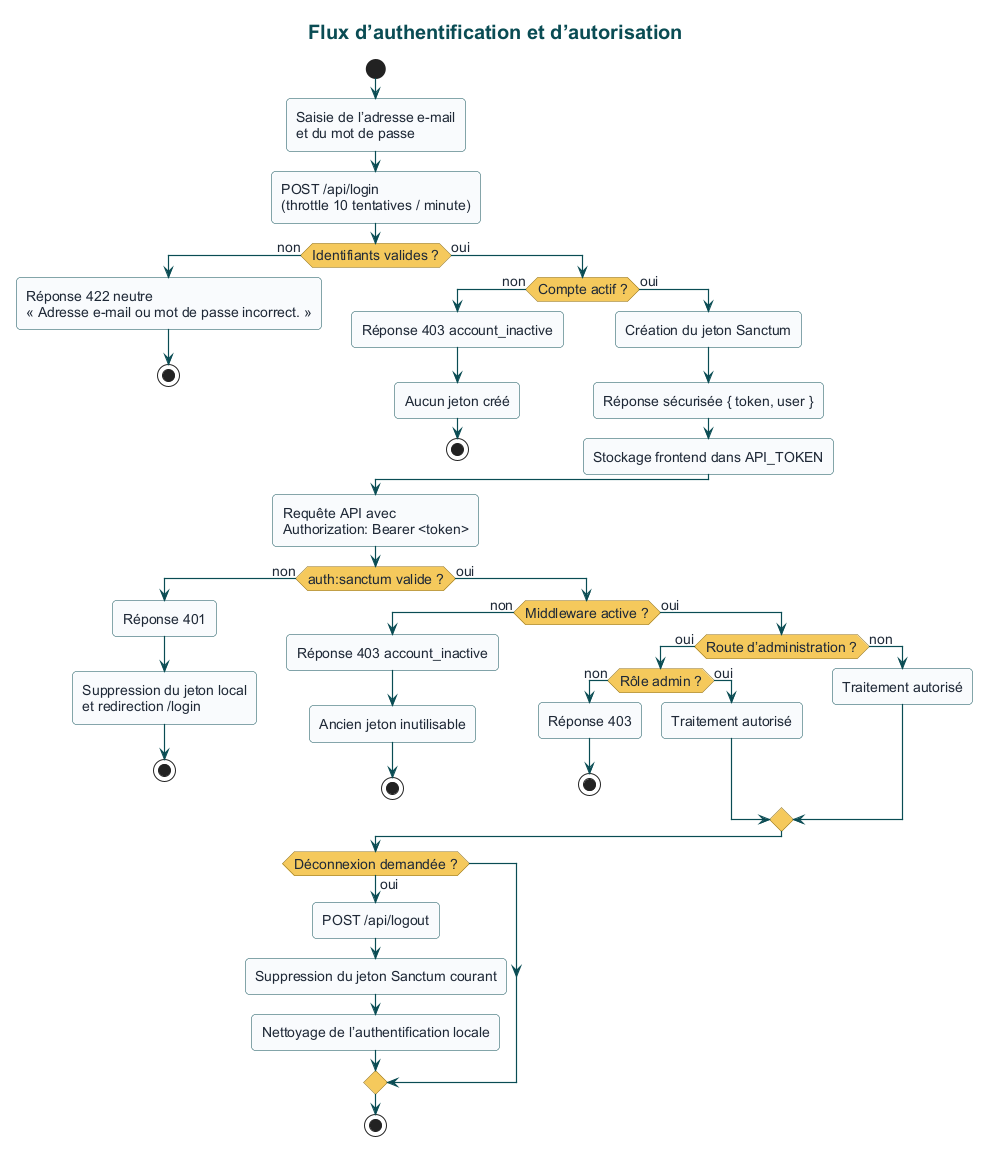 Flux d’authentification et d’autorisation
Saisie de l’adresse e-mail
et du mot de passe
POST /api/login
(throttle 10 tentatives / minute)
non
Identifiants valides ?
oui
Réponse 422 neutre
« Adresse e-mail ou mot de passe incorrect. »
non
Compte actif ?
oui
Réponse 403 account_inactive
Aucun jeton créé
Création du jeton Sanctum
Réponse sécurisée { token, user }
Stockage frontend dans API_TOKEN
Requête API avec
Authorization: Bearer <token>
non
auth:sanctum valide ?
oui
Réponse 401
Suppression du jeton local
et redirection /login
non
Middleware active ?
oui
Réponse 403 account_inactive
Ancien jeton inutilisable
oui
Route d’administration ?
non
non
Rôle admin ?
oui
Réponse 403
Traitement autorisé
Traitement autorisé
Déconnexion demandée ?
oui
POST /api/logout
Suppression du jeton Sanctum courant
Nettoyage de l’authentification locale